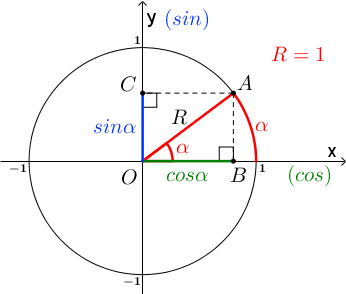 y (sin)
1
R = 1
C
A
R
sinα
α
α
x
−1
O
cosα
B
1
(cos)
−1